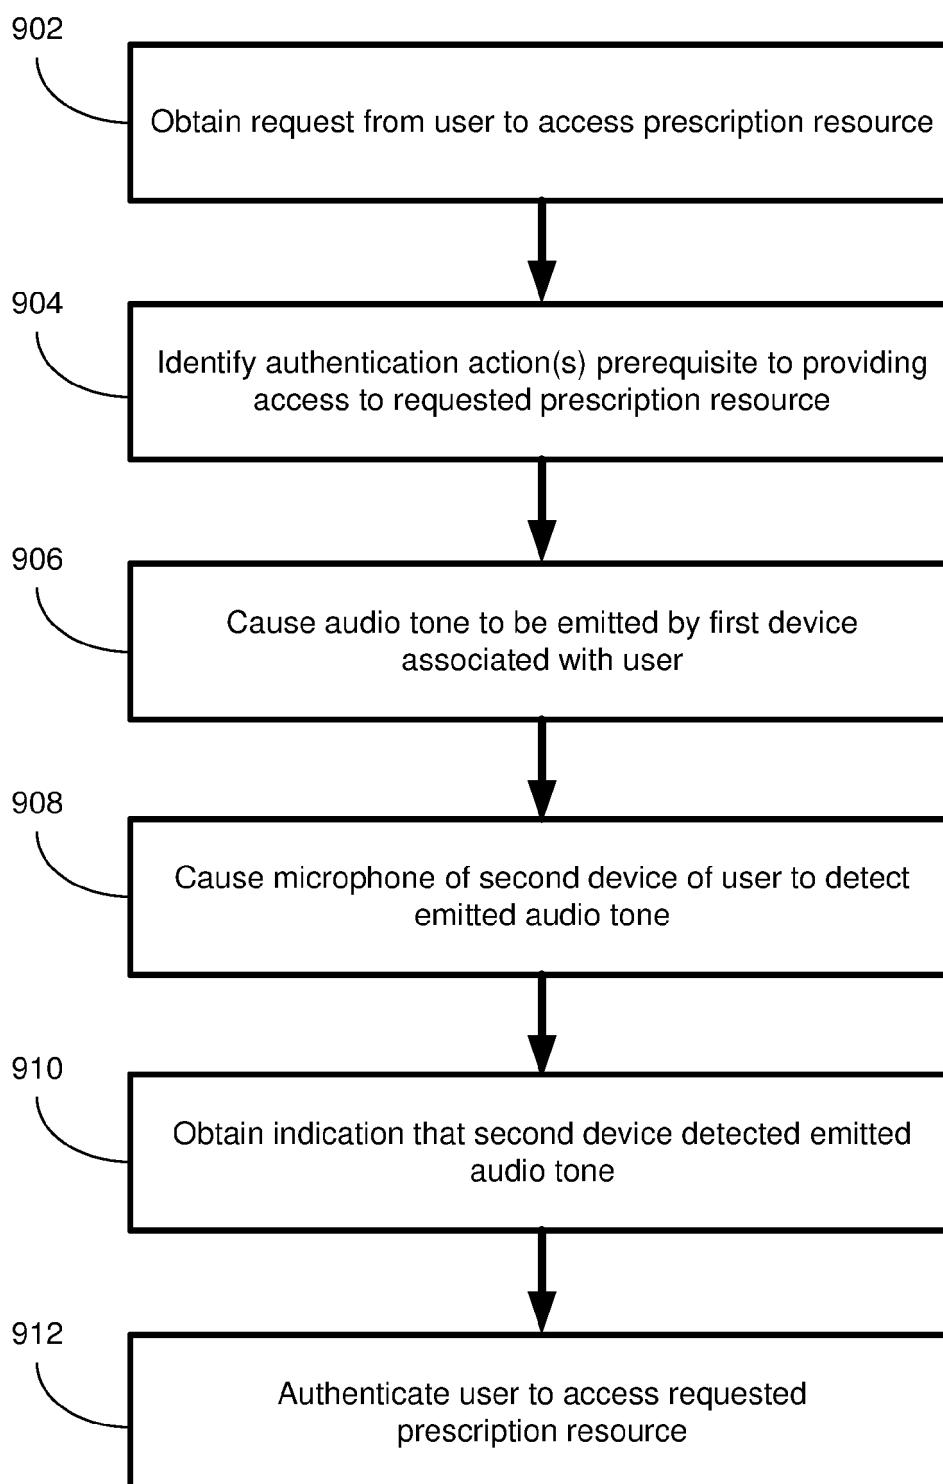 902
Obtain request from user to access prescription resource
904
Identify authentication action(s) prerequisite to providing
access to requested prescription resource
906
Cause audio tone to be emitted by first device
associated with user
908
Cause microphone of second device of user to detect
emitted audio tone
910
Obtain indication that second device detected emitted
audio tone
912
Authenticate user to access requested
prescription resource